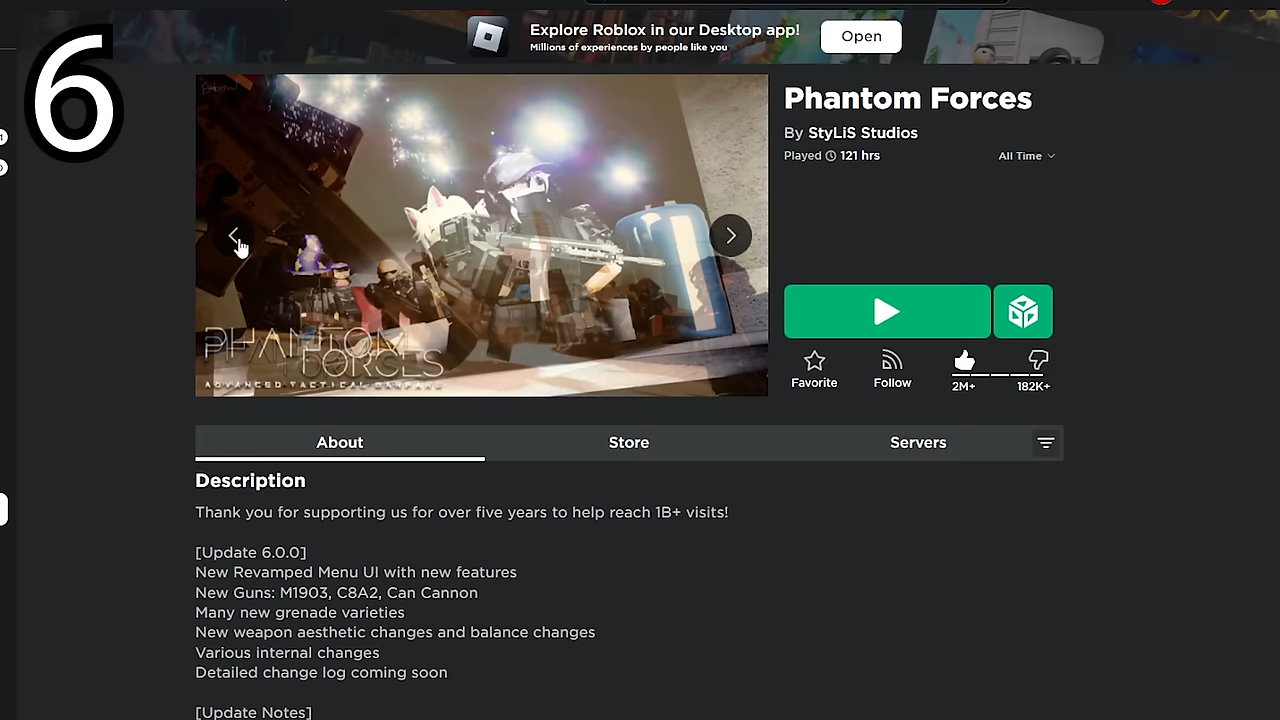 6
Explore Roblox in our Desktop app!
Millions of experiences by people like you
Open
Phantom Forces
By StyLiS Studios
Played 121 hrs
All Time
PHANTOM
FORCES
ADVANCED TACTICAL WARFARE
Favorite
Follow
2M+
182K+
About
Store
Servers
Description
Thank you for supporting us for over five years to help reach 1B+ visits!
[Update 6.0.0]
New Revamped Menu UI with new features
New Guns: M1903, C8A2, Can Cannon
Many new grenade varieties
New weapon aesthetic changes and balance changes
Various internal changes
Detailed change log coming soon
[Update Notes]